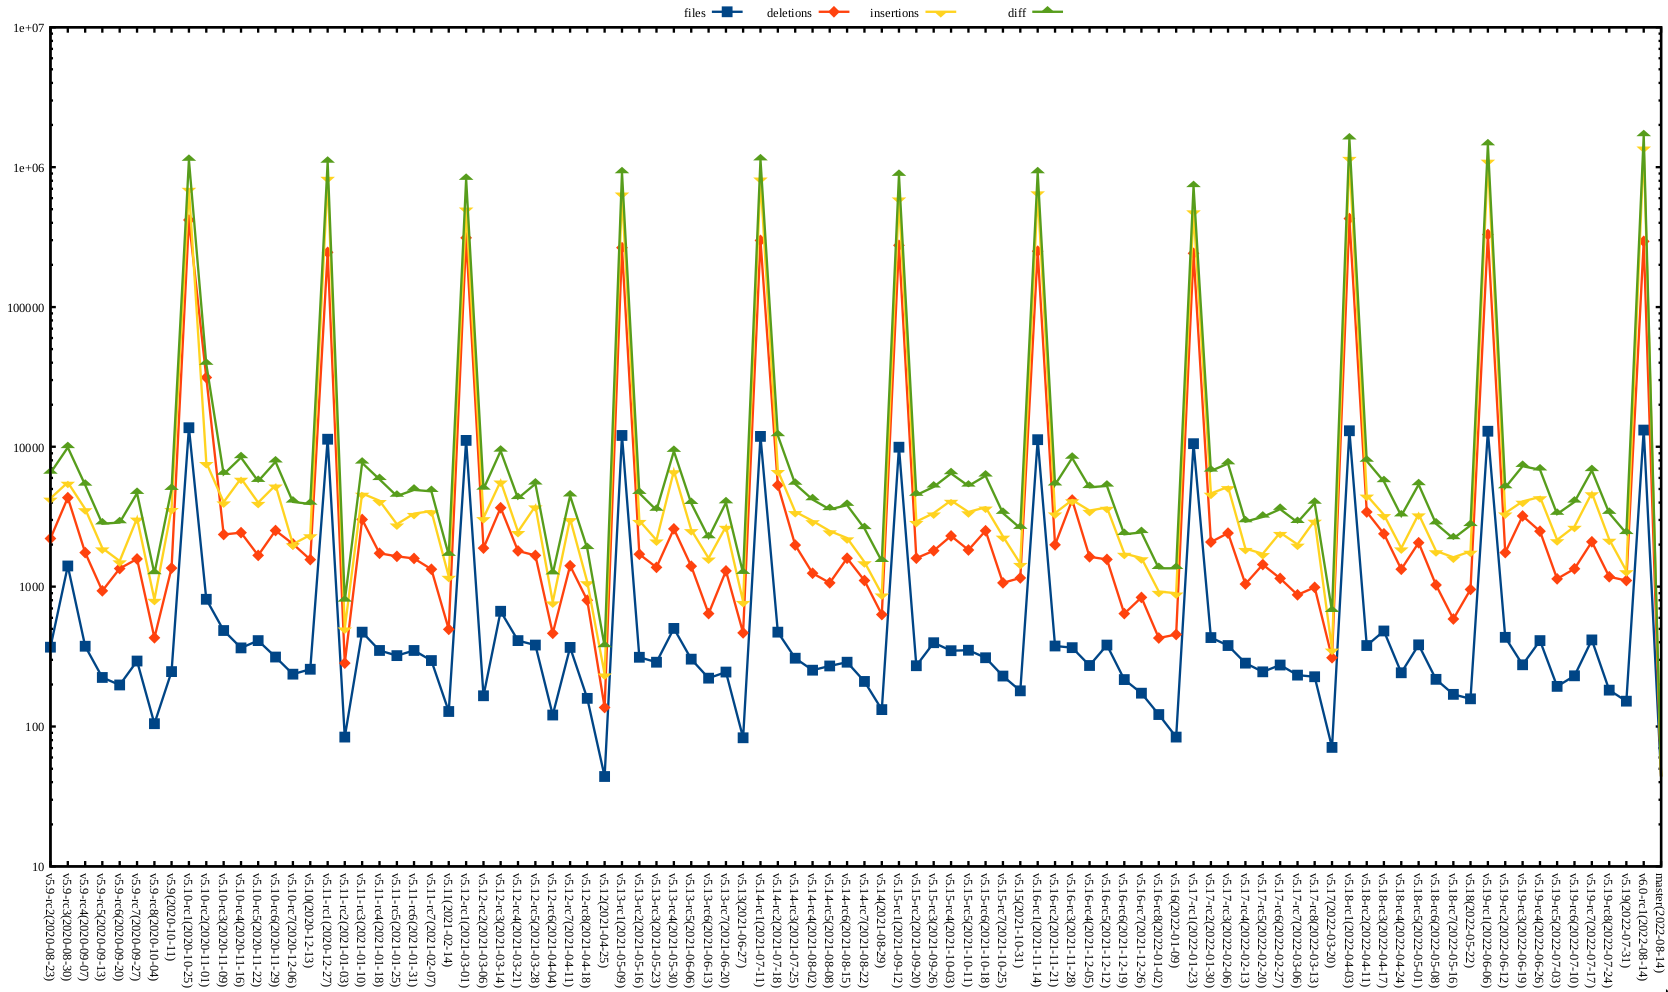 files deletions insertions diff
1e+07
1e+06
100000
10000
1000
100
10
v5.9-rc2(2020-08-23)
v5.9-rc3(2020-08-30)
v5.9-rc4(2020-09-07)
v5.9-rc5(2020-09-13)
v5.9-rc6(2020-09-20)
v5.9-rc7(2020-09-27)
v5.9-rc8(2020-10-04)
v5.9(2020-10-11)
v5.10-rc1(2020-10-25)
v5.10-rc2(2020-11-01)
v5.10-rc3(2020-11-09)
v5.10-rc4(2020-11-16)
v5.10-rc5(2020-11-22)
v5.10-rc6(2020-11-29)
v5.10-rc7(2020-12-06)
v5.10(2020-12-13)
v5.11-rc1(2020-12-27)
v5.11-rc2(2021-01-03)
v5.11-rc3(2021-01-10)
v5.11-rc4(2021-01-18)
v5.11-rc5(2021-01-25)
v5.11-rc6(2021-01-31)
v5.11-rc7(2021-02-07)
v5.11(2021-02-14)
v5.12-rc1(2021-03-01)
v5.12-rc2(2021-03-06)
v5.12-rc3(2021-03-14)
v5.12-rc4(2021-03-21)
v5.12-rc5(2021-03-28)
v5.12-rc6(2021-04-04)
v5.12-rc7(2021-04-11)
v5.12-rc8(2021-04-18)
v5.12(2021-04-25)
v5.13-rc1(2021-05-09)
v5.13-rc2(2021-05-16)
v5.13-rc3(2021-05-23)
v5.13-rc4(2021-05-30)
v5.13-rc5(2021-06-06)
v5.13-rc6(2021-06-13)
v5.13-rc7(2021-06-20)
v5.13(2021-06-27)
v5.14-rc1(2021-07-11)
v5.14-rc2(2021-07-18)
v5.14-rc3(2021-07-25)
v5.14-rc4(2021-08-02)
v5.14-rc5(2021-08-08)
v5.14-rc6(2021-08-15)
v5.14-rc7(2021-08-22)
v5.14(2021-08-29)
v5.15-rc1(2021-09-12)
v5.15-rc2(2021-09-20)
v5.15-rc3(2021-09-26)
v5.15-rc4(2021-10-03)
v5.15-rc5(2021-10-11)
v5.15-rc6(2021-10-18)
v5.15-rc7(2021-10-25)
v5.15(2021-10-31)
v5.16-rc1(2021-11-14)
v5.16-rc2(2021-11-21)
v5.16-rc3(2021-11-28)
v5.16-rc4(2021-12-05)
v5.16-rc5(2021-12-12)
v5.16-rc6(2021-12-19)
v5.16-rc7(2021-12-26)
v5.16-rc8(2022-01-02)
v5.16(2022-01-09)
v5.17-rc1(2022-01-23)
v5.17-rc2(2022-01-30)
v5.17-rc3(2022-02-06)
v5.17-rc4(2022-02-13)
v5.17-rc5(2022-02-20)
v5.17-rc6(2022-02-27)
v5.17-rc7(2022-03-06)
v5.17-rc8(2022-03-13)
v5.17(2022-03-20)
v5.18-rc1(2022-04-03)
v5.18-rc2(2022-04-11)
v5.18-rc3(2022-04-17)
v5.18-rc4(2022-04-24)
v5.18-rc5(2022-05-01)
v5.18-rc6(2022-05-08)
v5.18-rc7(2022-05-16)
v5.18(2022-05-22)
v5.19-rc1(2022-06-06)
v5.19-rc2(2022-06-12)
v5.19-rc3(2022-06-19)
v5.19-rc4(2022-06-26)
v5.19-rc5(2022-07-03)
v5.19-rc6(2022-07-10)
v5.19-rc7(2022-07-17)
v5.19-rc8(2022-07-24)
v5.19(2022-07-31)
v6.0-rc1(2022-08-14)
master(2022-08-14)